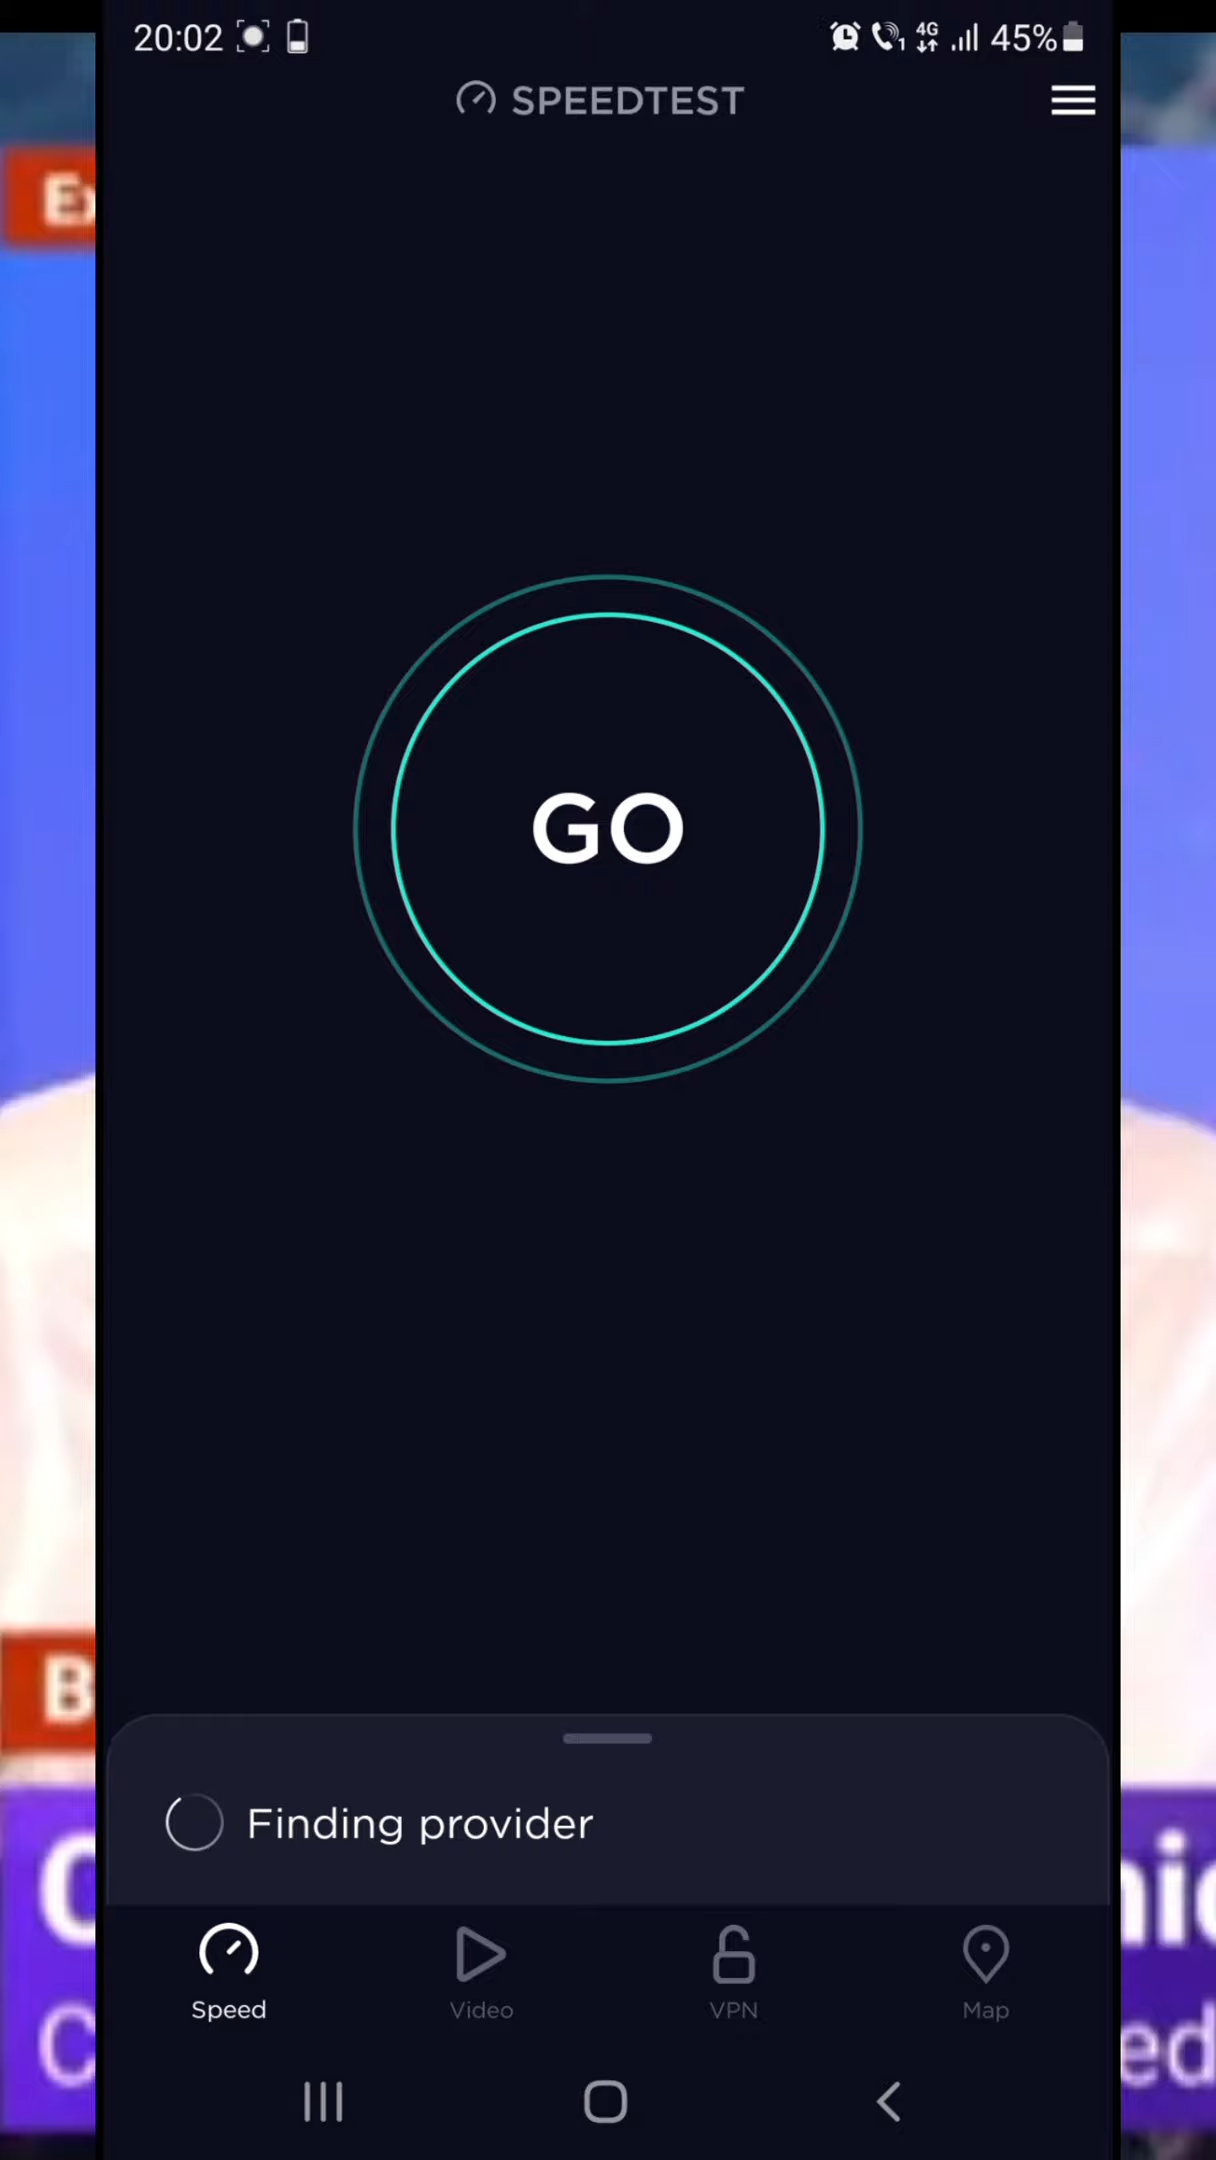 20:02 4G 45%
SPEEDTEST
GO
Finding provider
Speed Video VPN Map